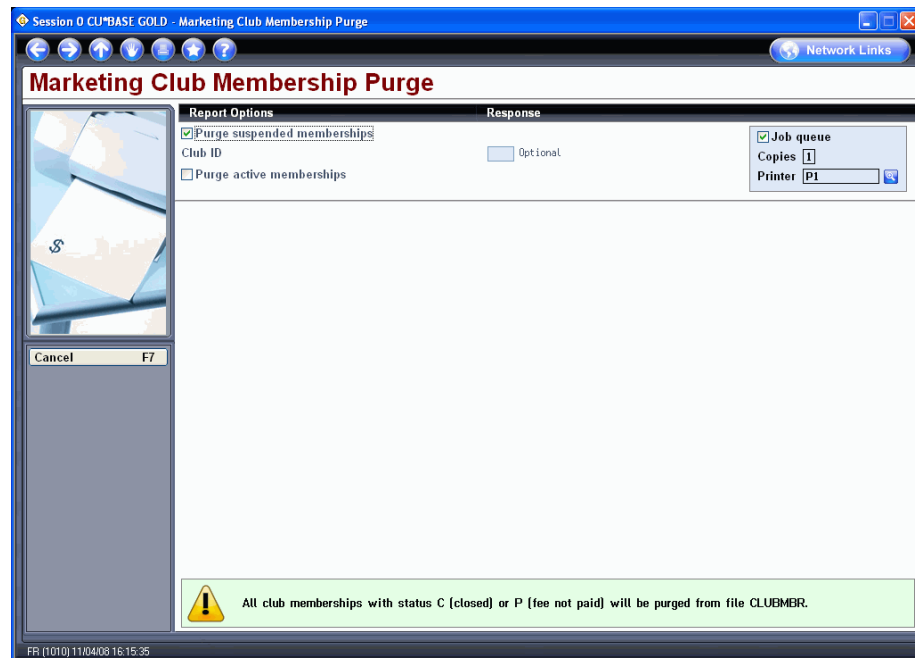 Session 0 CU*BASE GOLD - Marketing Club Membership Purge
Network Links
Marketing Club Membership Purge
Report Options Response
Purge suspended memberships
Club ID Optional
Purge active memberships
Job queue
Copies 1
Printer P1
$
Cancel F7
All club memberships with status C (closed) or P (fee not paid) will be purged from file CLUBMBR.
FR (1010) 11/04/08 16:15:35